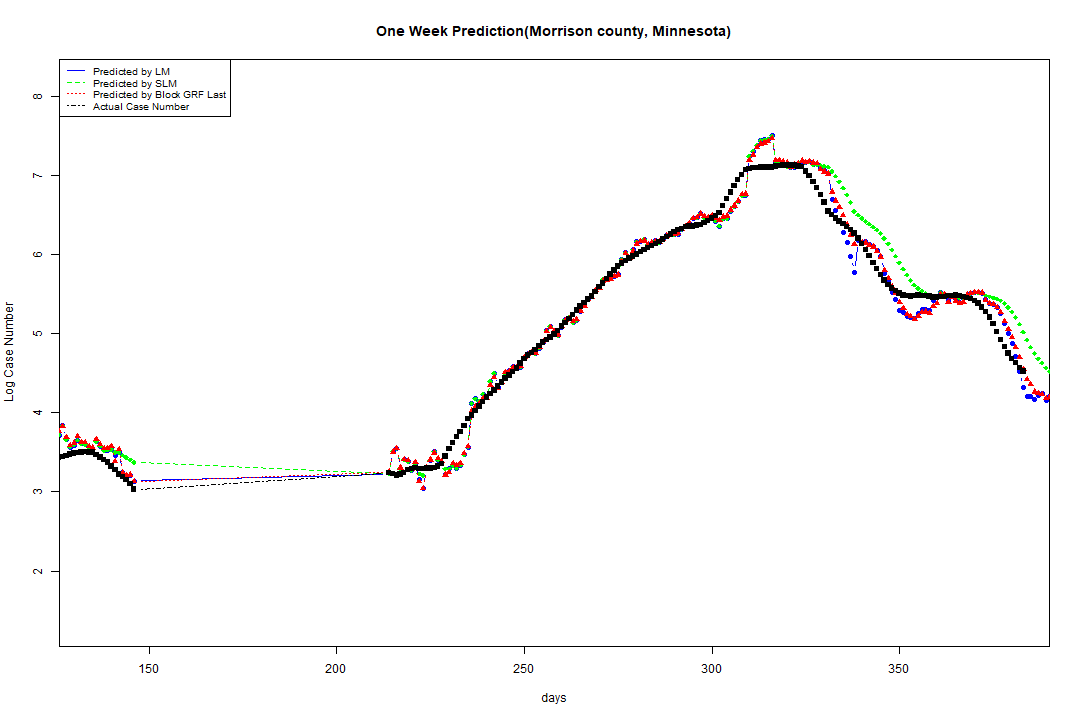 One Week Prediction(Morrison county, Minnesota)
Predicted by LM
Predicted by SLM
Predicted by Block GRF Last
Actual Case Number
Log Case Number
8
7
6
5
4
3
2
150 200 250 300 350
days